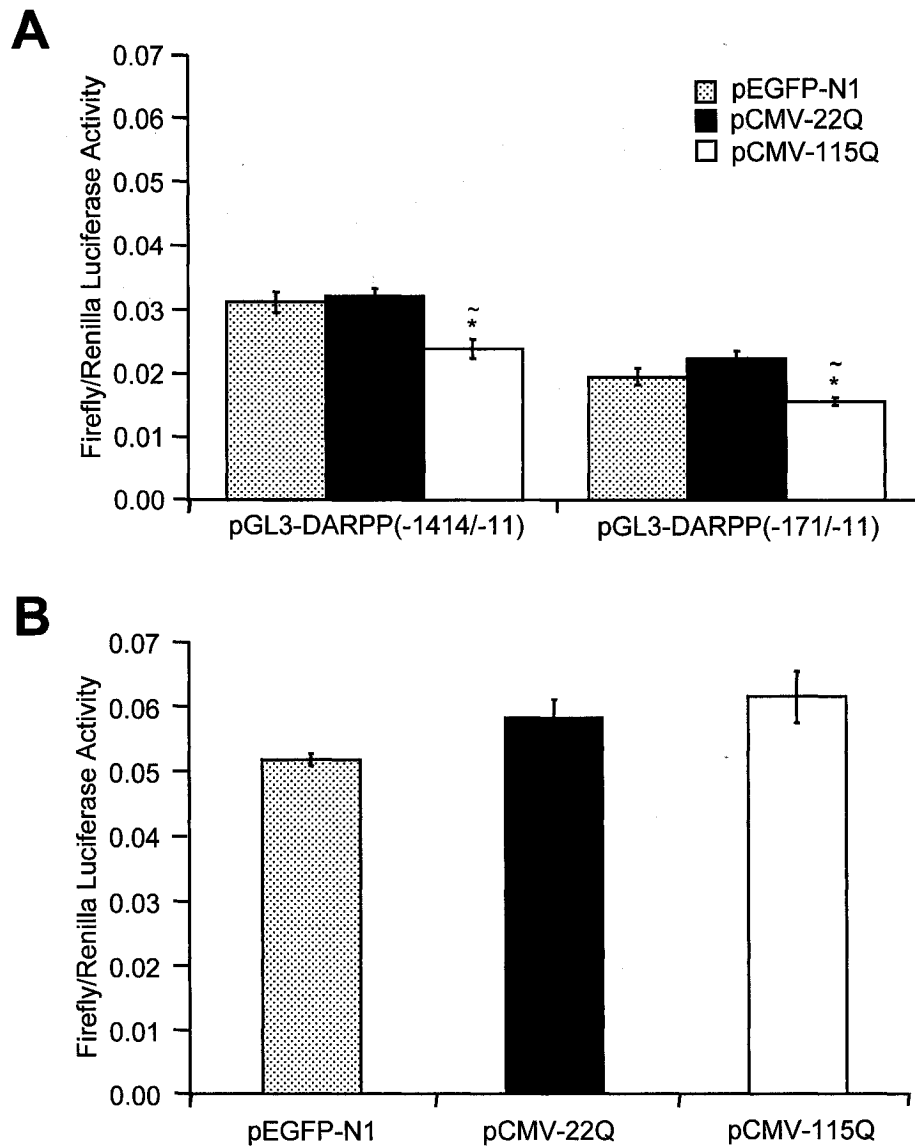 A
Firefly/Renilla Luciferase Activity
0.07
0.06
0.05
0.04
0.03
0.02
0.01
0.00
pEGFP-N1
pCMV-22Q
pCMV-115Q
~
*
~
*
pGL3-DARPP(-1414/-11)
pGL3-DARPP(-171/-11)
B
Firefly/Renilla Luciferase Activity
0.07
0.06
0.05
0.04
0.03
0.02
0.01
0.00
pEGFP-N1
pCMV-22Q
pCMV-115Q